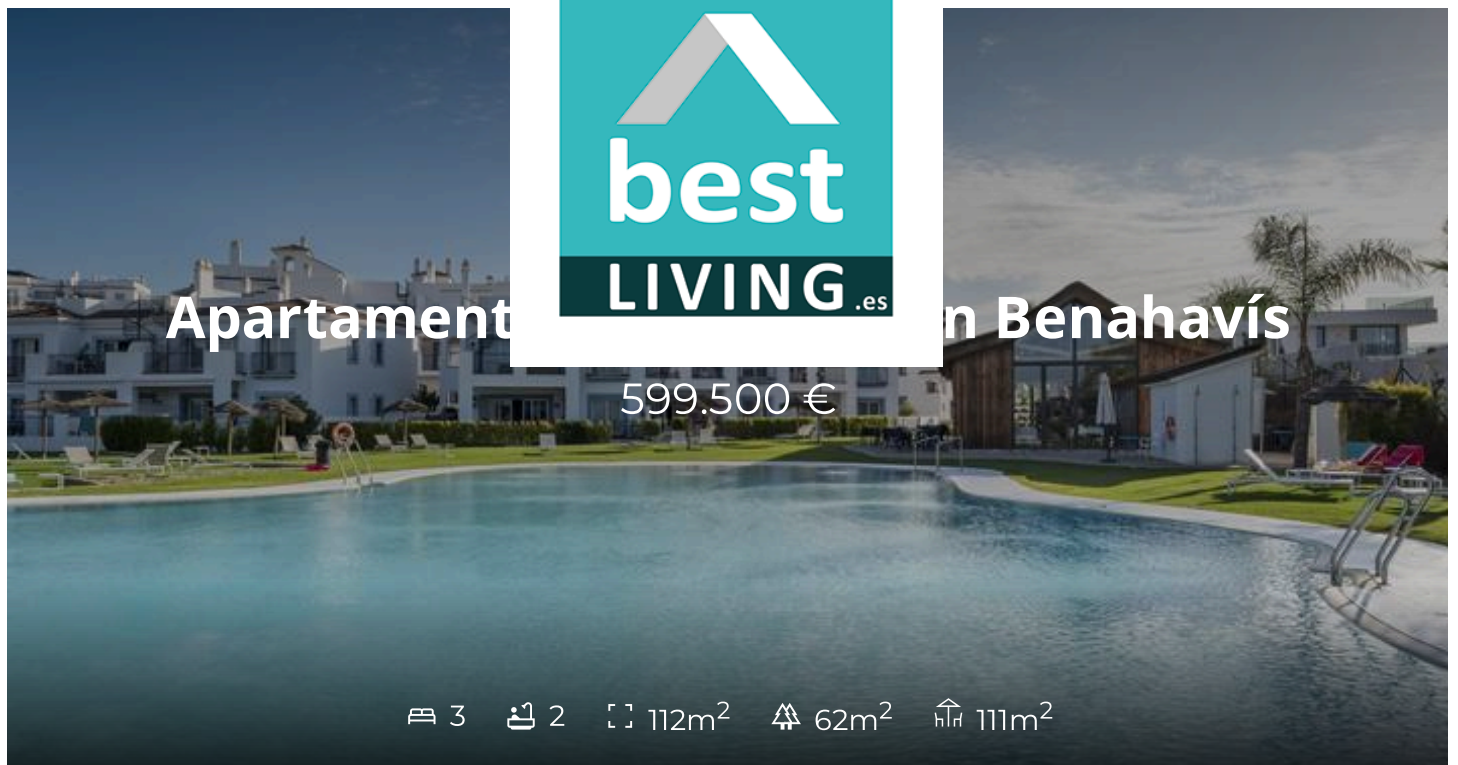 best
LIVING.es
Apartament n Benahavís
599.500 €
3 2 112m² 62m² 111m²